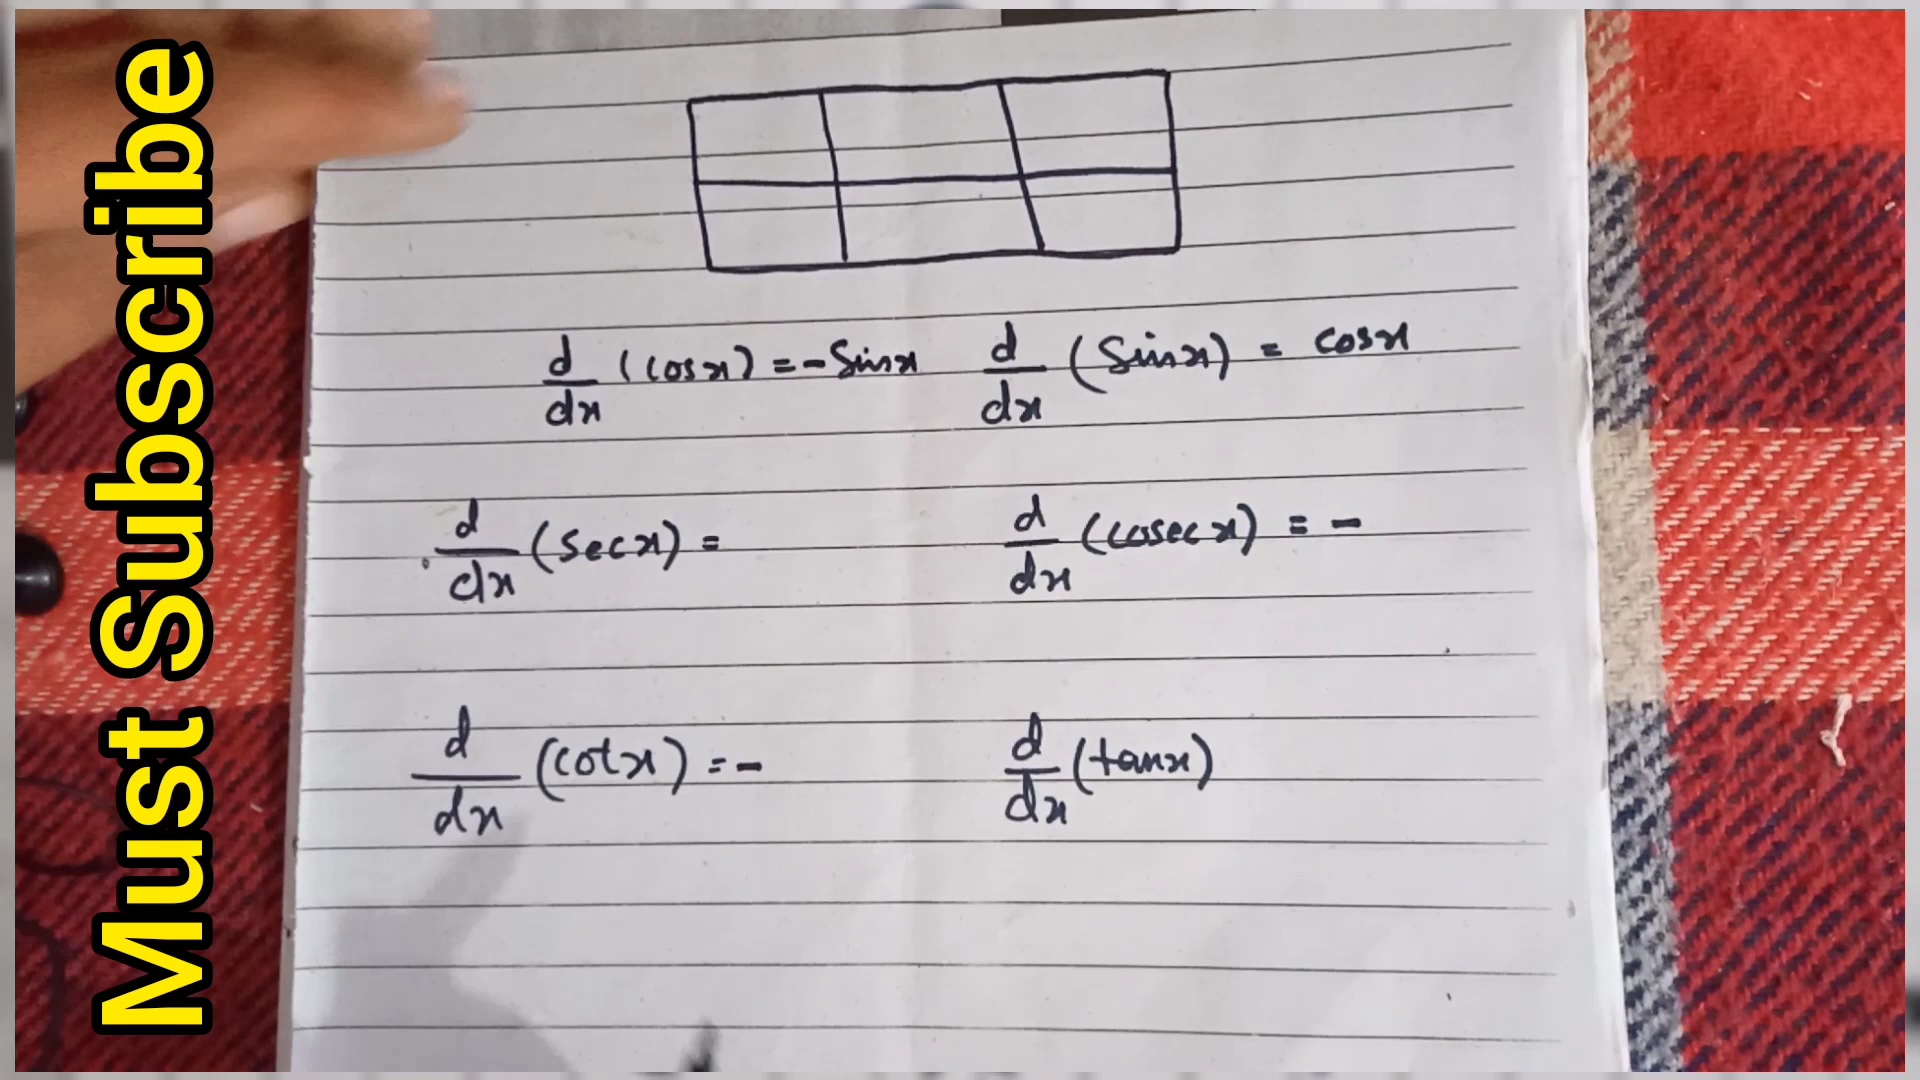 Must Subscribe
d/dx (cosx) = - Sinx d/dx (Sinx) = cosx
d/dx (secx) = d/dx (cosecx) = -
d/dx (cotx) = - d/dx (tanx)